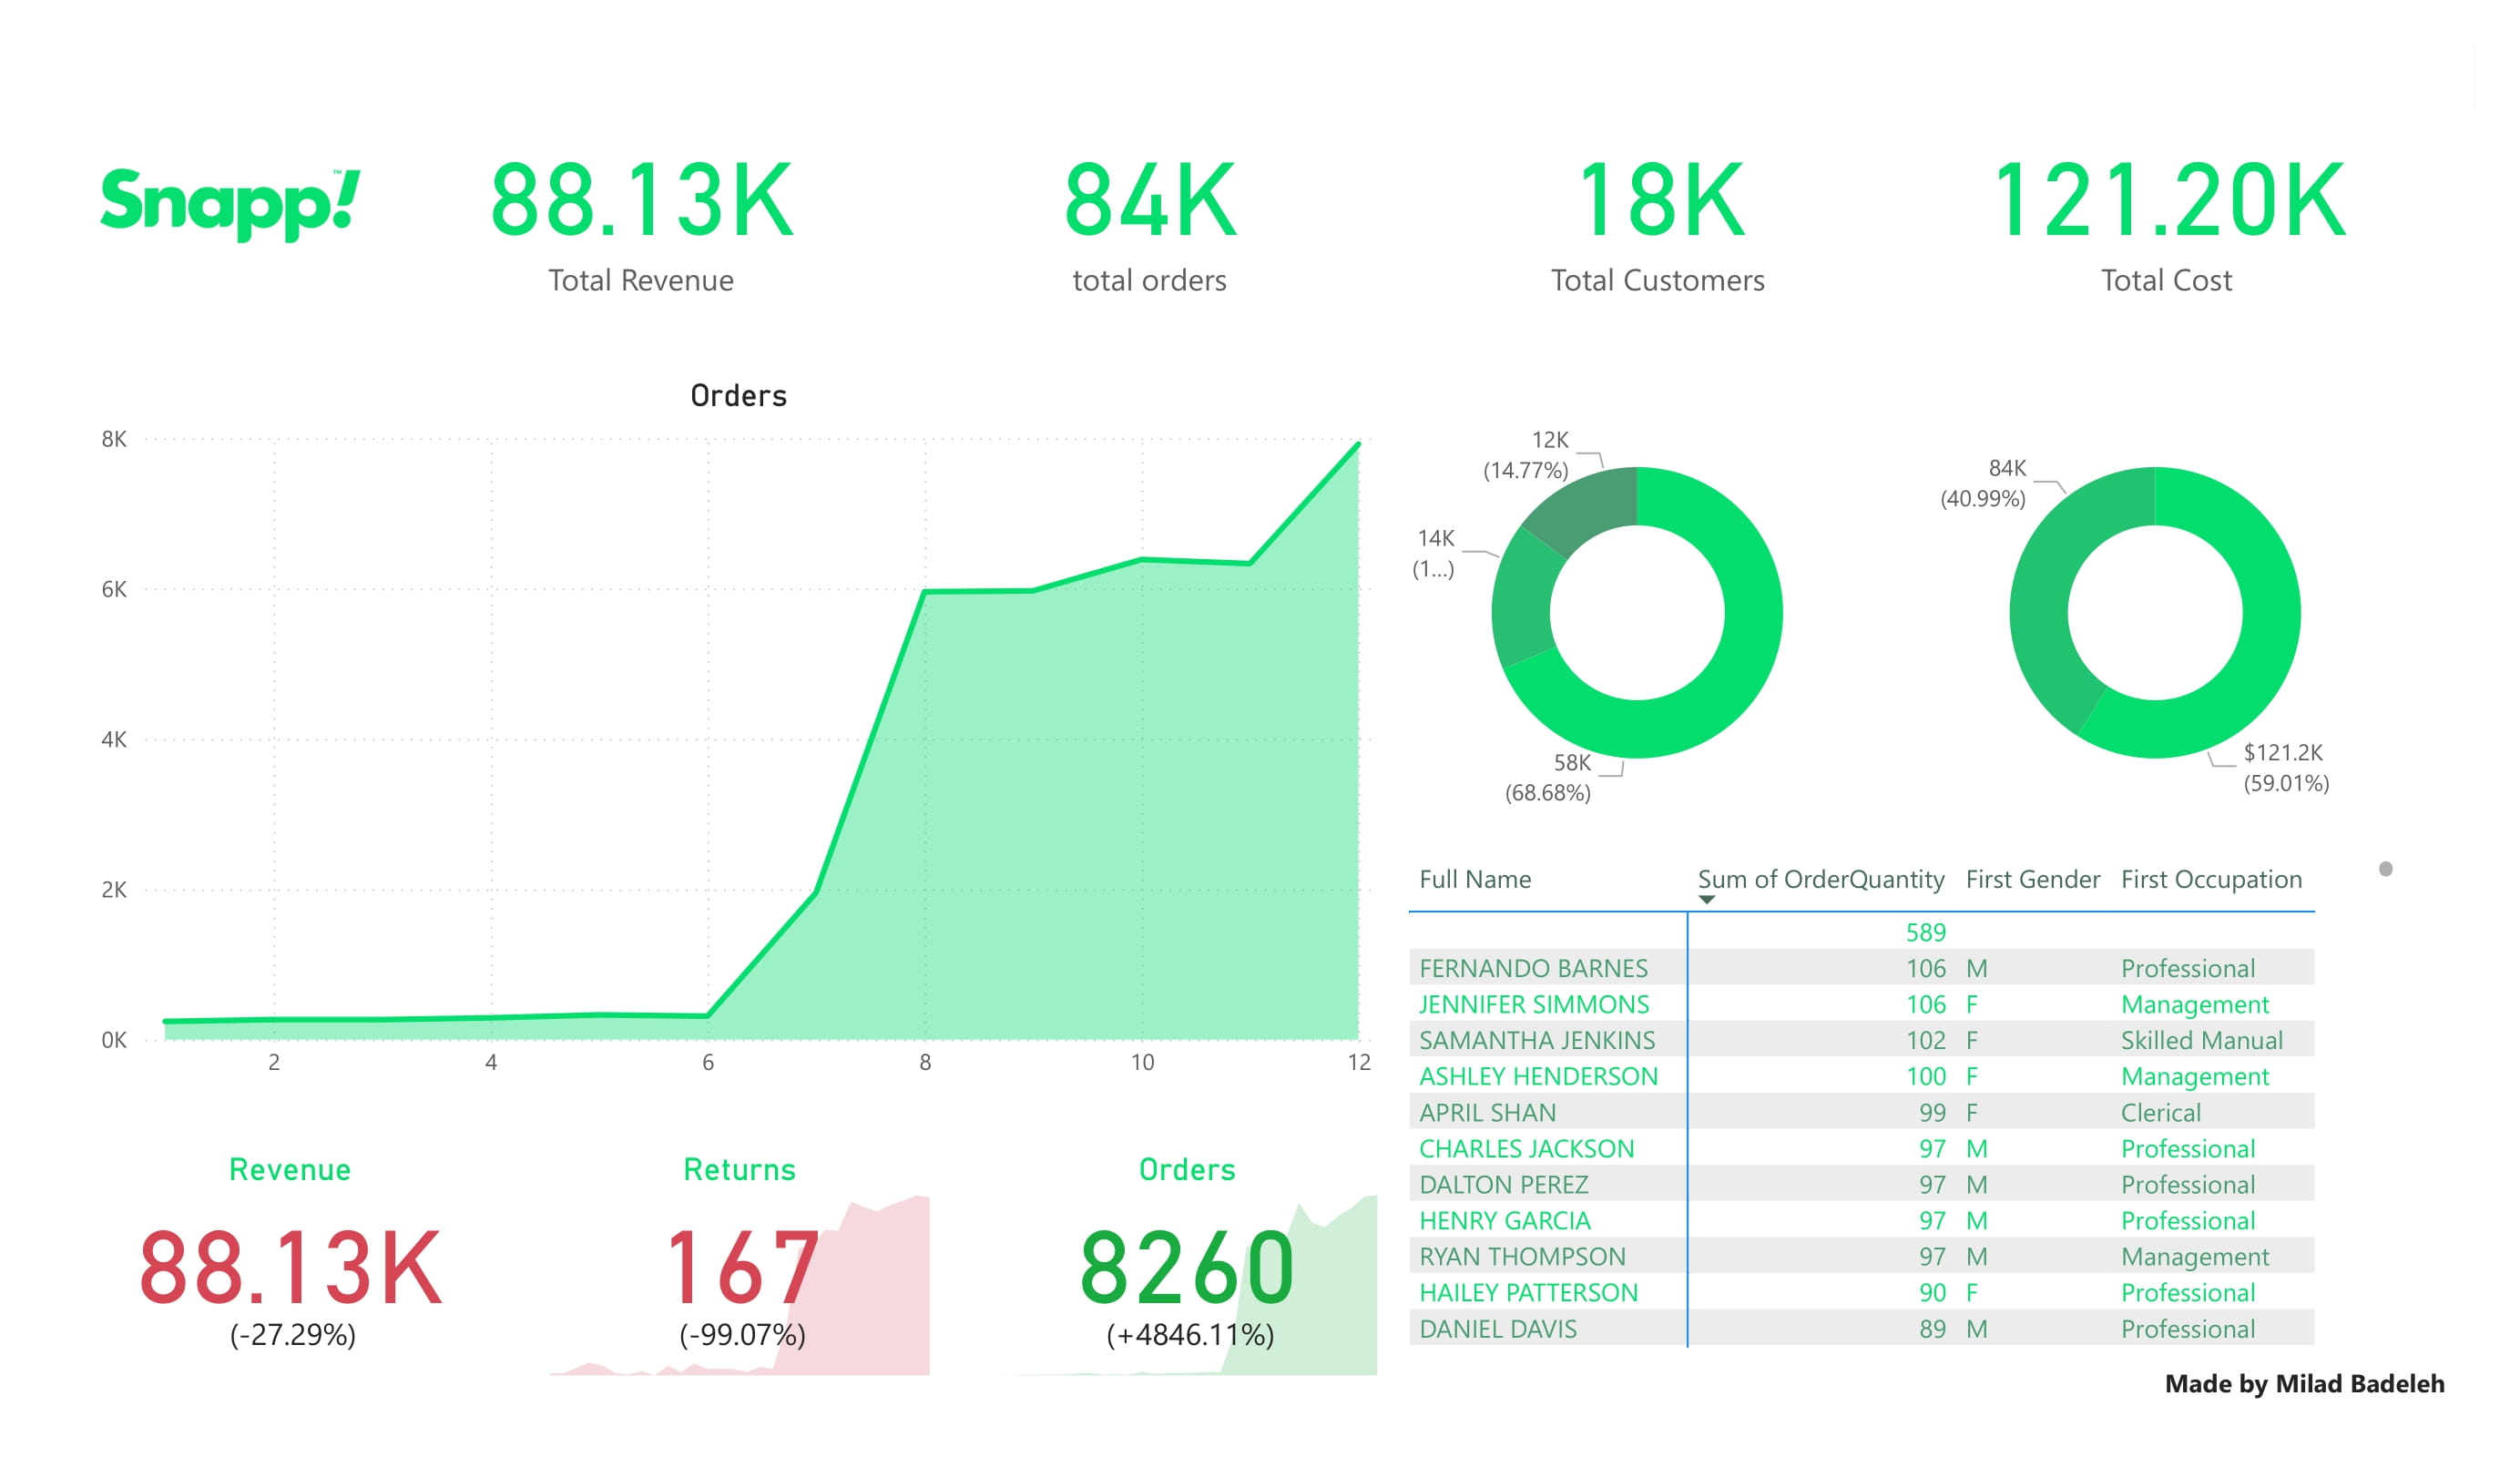 Snapp!™
88.13K
Total Revenue
84K
total orders
18K
Total Customers
121.20K
Total Cost
Orders
8K
6K
4K
2K
0K
2 4 6 8 10 12
12K
(14.77%)
14K
(1...)
58K
(68.68%)
84K
(40.99%)
$121.2K
(59.01%)
Revenue
88.13K
(-27.29%)
Returns
167
(-99.07%)
Orders
8260
(+4846.11%)
Full Name Sum of OrderQuantity First Gender First Occupation
589
FERNANDO BARNES 106 M Professional
JENNIFER SIMMONS 106 F Management
SAMANTHA JENKINS 102 F Skilled Manual
ASHLEY HENDERSON 100 F Management
APRIL SHAN 99 F Clerical
CHARLES JACKSON 97 M Professional
DALTON PEREZ 97 M Professional
HENRY GARCIA 97 M Professional
RYAN THOMPSON 97 M Management
HAILEY PATTERSON 90 F Professional
DANIEL DAVIS 89 M Professional
Made by Milad Badeleh